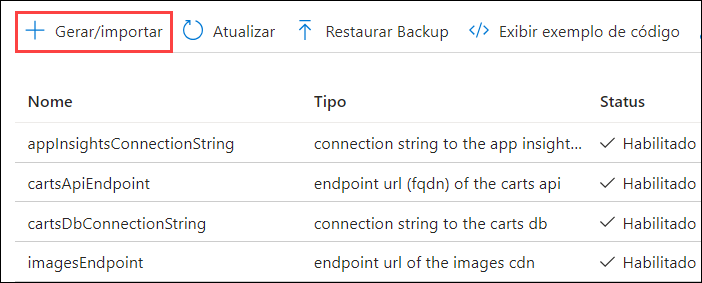 Gerar/importar Atualizar Restaurar Backup Exibir exemplo de código
Nome Tipo Status
appInsightsConnectionString connection string to the app insight... Habilitado
cartsApiEndpoint endpoint url (fqdn) of the carts api Habilitado
cartsDbConnectionString connection string to the carts db Habilitado
imagesEndpoint endpoint url of the images cdn Habilitado